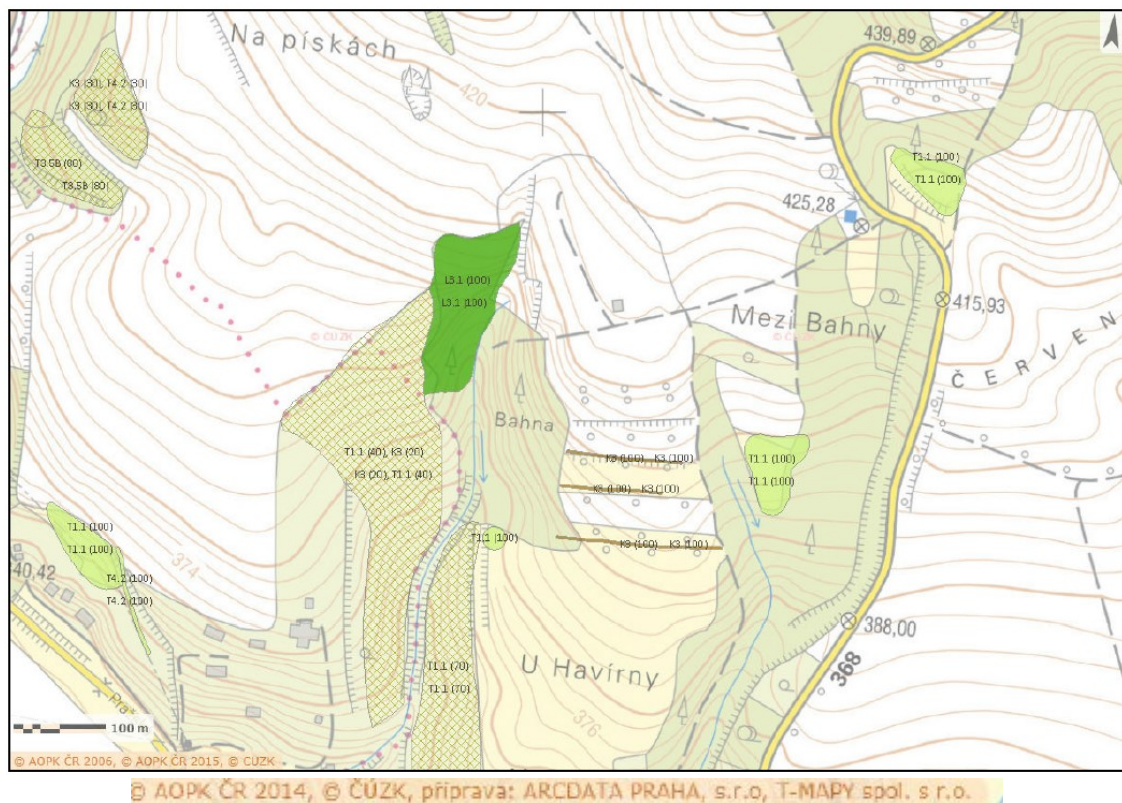 Na pískách
439,89
420
K3 (30), T4.2 (30)
K3 (30), T4.2 (30)
T3.5B (80)
T3.5B (80)
T1.1 (100)
T1.1 (100)
425,28
L3.1 (100)
L3.1 (100)
415,93
Mezi Bahny
© ČÚZK
© ČÚZK
ČERVEN
Bahna
T1.1 (40), K3 (20)
K3 (20), T1.1 (40)
K3 (100) K3 (100)
K3 (100) K3 (100)
T1.1 (100)
T1.1 (100)
T1.1 (100)
T1.1 (100)
T1.1 (100)
K3 (100) K3 (100)
374
40,42
T4.2 (100)
T4.2 (100)
388,00
U Havírny
T1.1 (70)
T1.1 (70)
368
376
100 m
© AOPK ČR 2006, © AOPK ČR 2015, © CUZK
© AOPK ČR 2014, © ČÚZK, příprava: ARCDATA PRAHA, s.r.o, T-MAPY spol. s r.o.